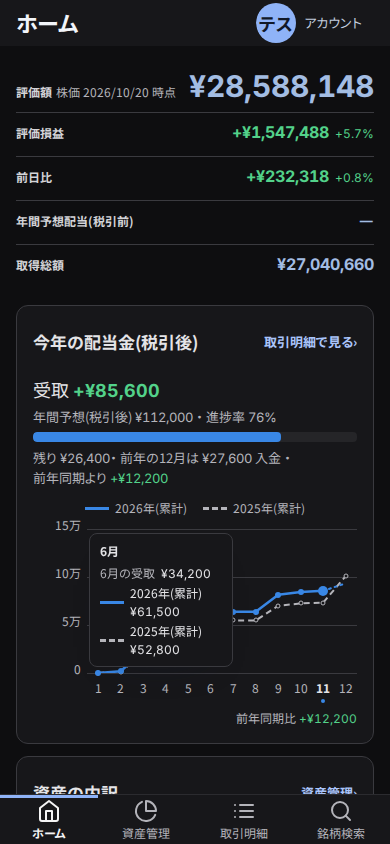 ホーム
テス アカウント
評価額 株価 2026/10/20 時点 ¥28,588,148
評価損益 +¥1,547,488 +5.7%
前日比 +¥232,318 +0.8%
年間予想配当(税引前) —
取得総額 ¥27,040,660
今年の配当金(税引後) 取引明細で見る›
受取 +¥85,600
年間予想(税引後) ¥112,000・進捗率 76%
残り ¥26,400・前年の12月は ¥27,600 入金・
前年同期より +¥12,200
2026年(累計) 2025年(累計)
15万
10万
5万
0
6月
6月の受取 ¥34,200
2026年(累計)
¥61,500
2025年(累計)
¥52,800
1 2 3 4 5 6 7 8 9 10 11 12
前年同期比 +¥12,200
資産の内訳 資産管理›
ホーム 資産管理 取引明細 銘柄検索